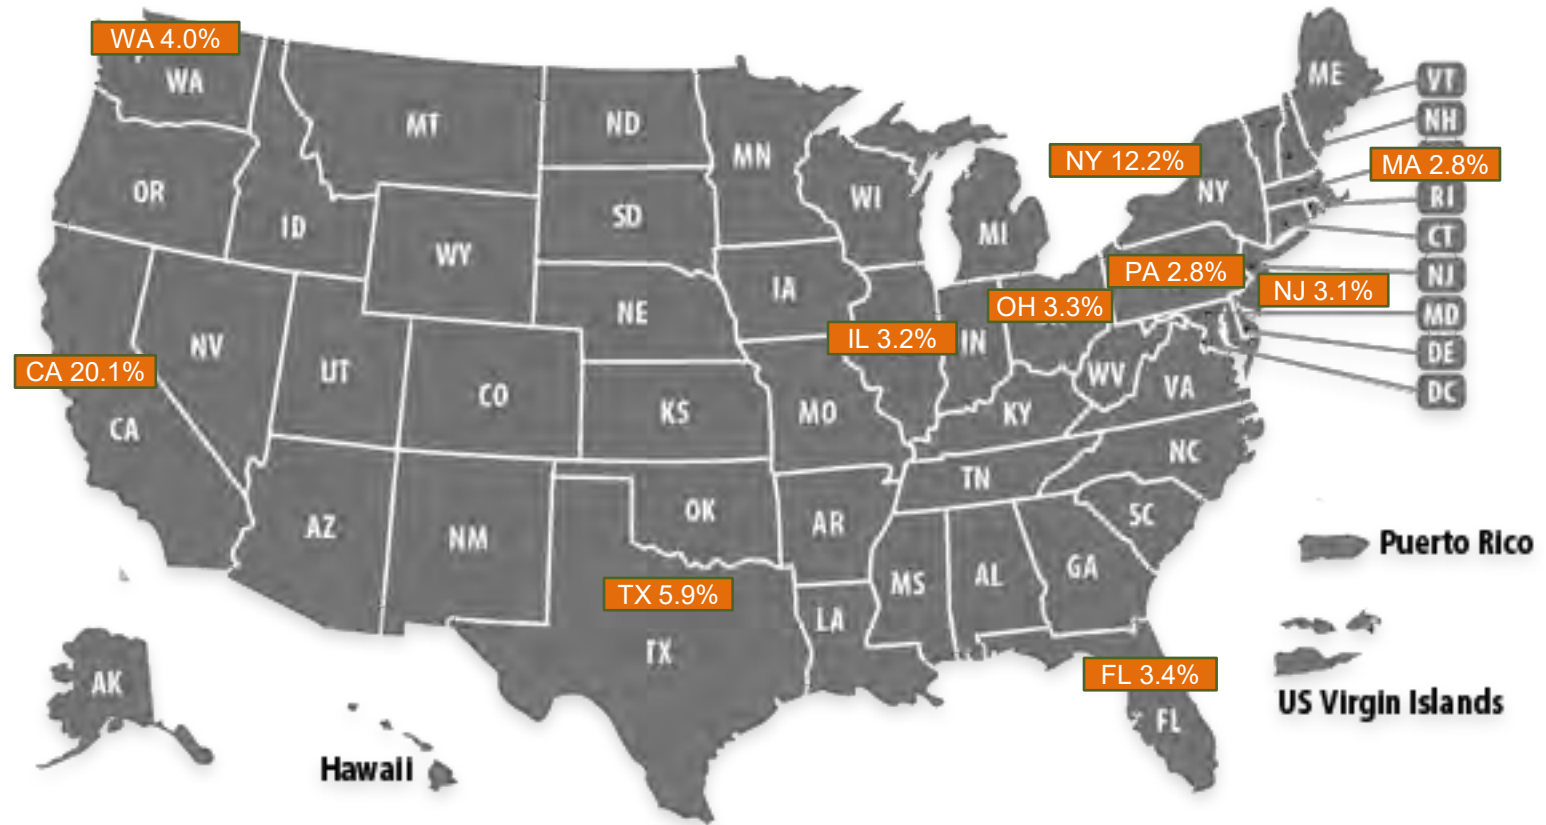 WA 4.0%
WA
MT
ND
MN
ME
VT
NH
NY 12.2%
MA 2.8%
OR
ID
SD
WI
MI
NY
RI
WY
CT
IA
PA 2.8%
NJ
NE
OH 3.3%
NJ 3.1%
MD
NV
UT
IL 3.2%
IN
DE
CA 20.1%
CO
KS
MO
KY
WV
VA
DC
CA
TN
NC
AZ
NM
OK
AR
SC
MS
AL
GA
Puerto Rico
TX 5.9%
LA
TX
FL 3.4%
AK
US Virgin Islands
FL
Hawaii